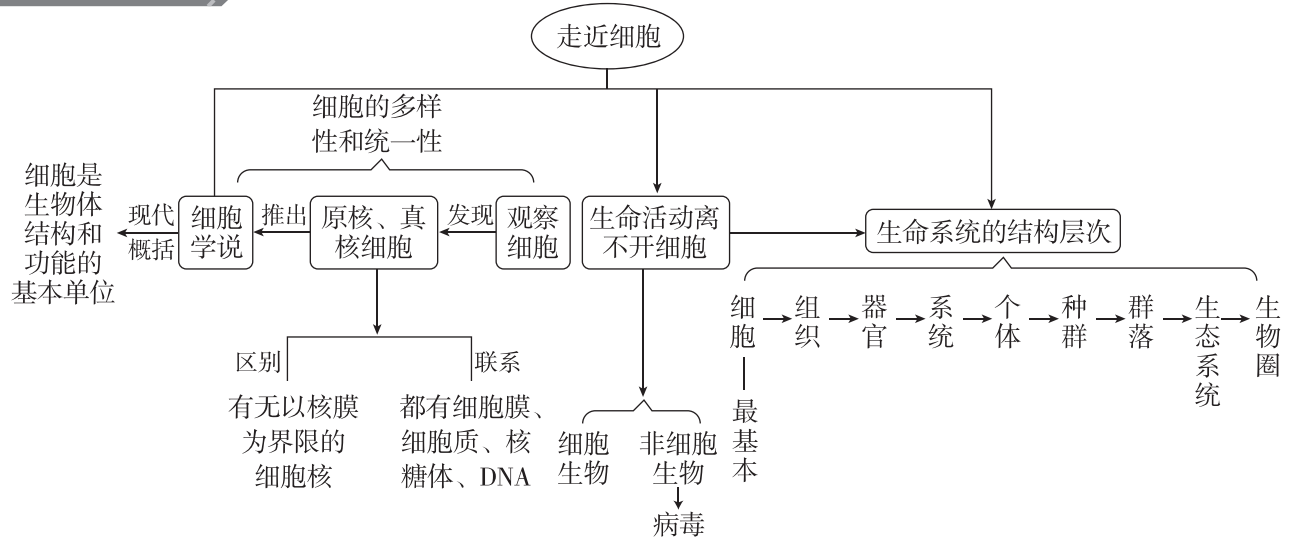 走近细胞
细胞的多样
性和统一性
细胞是
生物体
结构和
功能的
基本单位
现代
概括
细胞
学说
推出
原核、真
核细胞
发现
观察
细胞
生命活动离
不开细胞
生命系统的结构层次
区别
联系
有无以核膜
为界限的
细胞核
都有细胞膜、
细胞质、核
糖体、DNA
细胞
生物
非细胞
生物
病毒
细胞
最基本
组织
器官
系统
个体
种群
群落
生态系统
生物圈